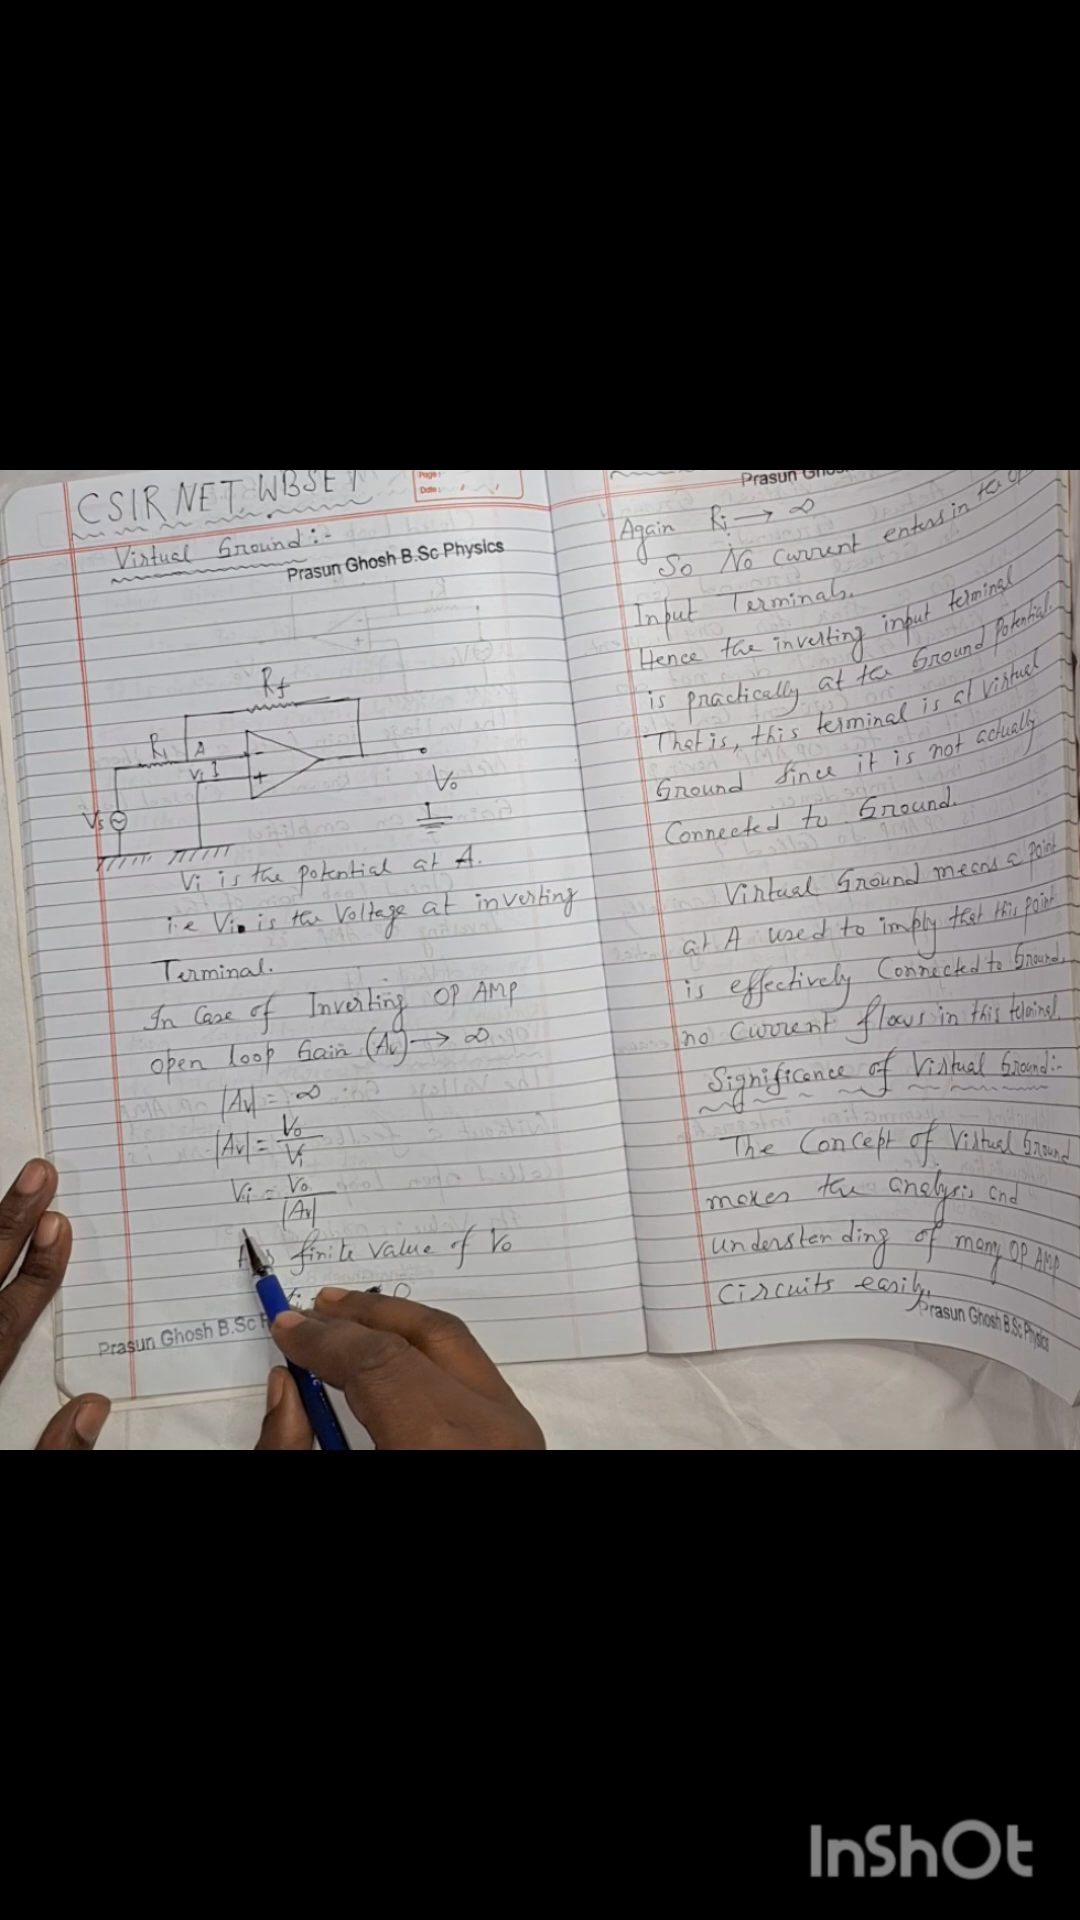 CSIR NET WBSET
Page:
Date:
Virtual Ground:-
Prasun Ghosh B.Sc Physics
Rf
R1
A
Vi
-
+
Vs
Vo
Vi is the potential at A.
i.e Vi is the Voltage at inverting
Terminal.
In Case of Inverting OP AMP
open loop Gain (Av) → ∞
|Av| = ∞
|Av| = Vo/Vi
Vi = Vo/|Av|
finite value of Vo
0
Prasun Ghosh B.Sc
Prasun
Again Ri → ∞
So No current enters in the
Input Terminals.
Hence the inverting input terminal
is practically at the Ground Potential.
That is, this terminal is at virtual
Ground since it is not actually
Connected to Ground.
Virtual Ground means a point
at A used to imply that this point
is effectively Connected to Ground,
no current flows in this
Significance of Virtual Ground:-
The Concept of Virtual Ground
makes the analysis and
understanding of many OP AMP
circuits easily.
Prasun Ghosh B.Sc Physics
InShOt